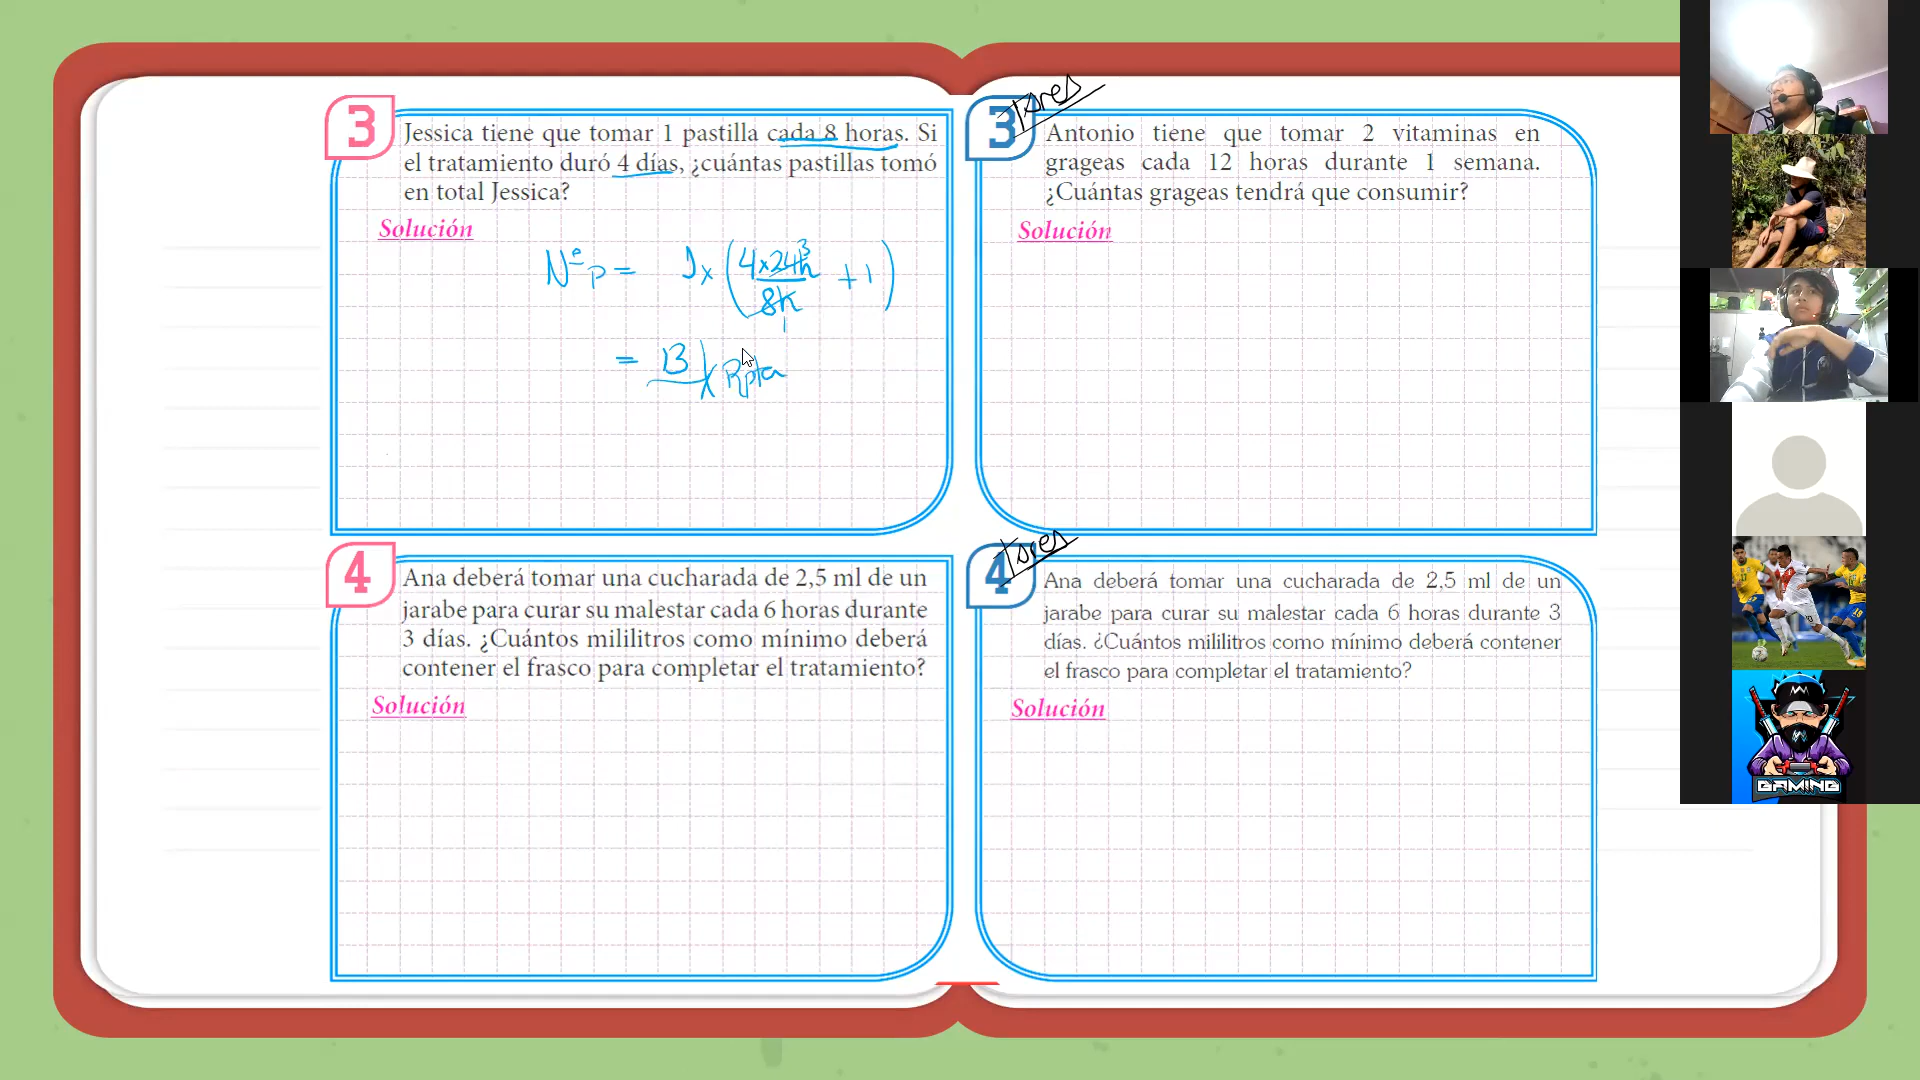 3
Jessica tiene que tomar 1 pastilla cada 8 horas. Si
el tratamiento duró 4 días, ¿cuántas pastillas tomó
en total Jessica?
Solución
Nº p = 1 x ( 4x24h 3 + 1 )
8h 1
= 13 Rpta
3
Antonio tiene que tomar 2 vitaminas en
grageas cada 12 horas durante 1 semana.
¿Cuántas grageas tendrá que consumir?
Solución
4
Ana deberá tomar una cucharada de 2,5 ml de un
jarabe para curar su malestar cada 6 horas durante
3 días. ¿Cuántos mililitros como mínimo deberá
contener el frasco para completar el tratamiento?
Solución
4
Ana deberá tomar una cucharada de 2,5 ml de un
jarabe para curar su malestar cada 6 horas durante 3
días. ¿Cuántos mililitros como mínimo deberá contener
el frasco para completar el tratamiento?
Solución
GAMING